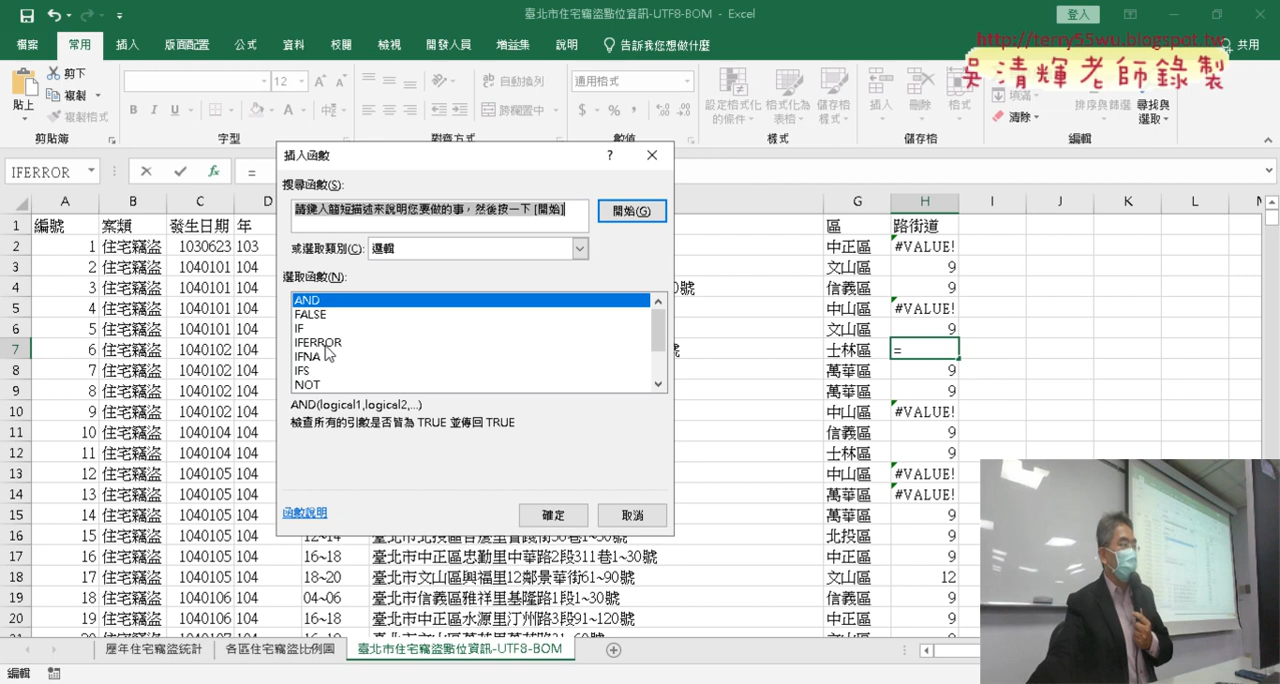 臺北市住宅竊盜點位資訊-UTF8-BOM - Excel
登入
檔案 常用 插入 版面配置 公式 資料 校閱 檢視 開發人員 增益集 說明 告訴我您想做什麼 共用
http://terry55wu.blogspot.tw
吳清輝老師錄製
貼上
剪下
複製
複製格式
12
B I U
自動換列
跨欄置中
通用格式
設定格式化的條件
格式化為表格
儲存格樣式
插入 刪除 格式
填滿
清除
排序與篩選 尋找與選取
剪貼簿 字型 對齊方式 數值 樣式 儲存格 編輯
IFERROR =
插入函數
搜尋函數(S):
請鍵入簡短描述來說明您要做的事，然後按一下 [開始]
開始(G)
或選取類別(C): 邏輯
選取函數(N):
AND
FALSE
IF
IFERROR
IFNA
IFS
NOT
AND(logical1,logical2,...)
檢查所有的引數是否皆為 TRUE 並傳回 TRUE
函數說明 確定 取消
A B C D G H I J K L
1 編號 案類 發生日期 年 區 路街道
2 1 住宅竊盜 1030623 103 中正區 #VALUE!
3 2 住宅竊盜 1040101 104 文山區 9
4 3 住宅竊盜 1040101 104 0號 信義區 9
5 4 住宅竊盜 1040101 104 中山區 #VALUE!
6 5 住宅竊盜 1040101 104 文山區 9
7 6 住宅竊盜 1040102 104 號 士林區 =
8 7 住宅竊盜 1040102 104 萬華區 9
9 8 住宅竊盜 1040102 104 萬華區 9
10 9 住宅竊盜 1040102 104 中山區 #VALUE!
11 10 住宅竊盜 1040104 104 信義區 9
12 11 住宅竊盜 1040104 104 士林區 9
13 12 住宅竊盜 1040105 104 中山區 #VALUE!
14 13 住宅竊盜 1040105 104 萬華區 #VALUE!
15 14 住宅竊盜 1040105 104 萬華區 9
16 15 住宅竊盜 1040105 104 北投區 9
17 16 住宅竊盜 1040105 104 16~18 臺北市中正區忠勤里中華路2段311巷1~30號 中正區 9
18 17 住宅竊盜 1040105 104 18~20 臺北市文山區興福里12鄰景華街61~90號 文山區 12
19 18 住宅竊盜 1040106 104 04~06 臺北市信義區雅祥里基隆路1段1~30號 信義區 9
20 19 住宅竊盜 1040106 104 16~18 臺北市中正區水源里汀州路3段91~120號 中正區 9
歷年住宅竊盜統計 各區住宅竊盜比例圖 臺北市住宅竊盜點位資訊-UTF8-BOM
編輯